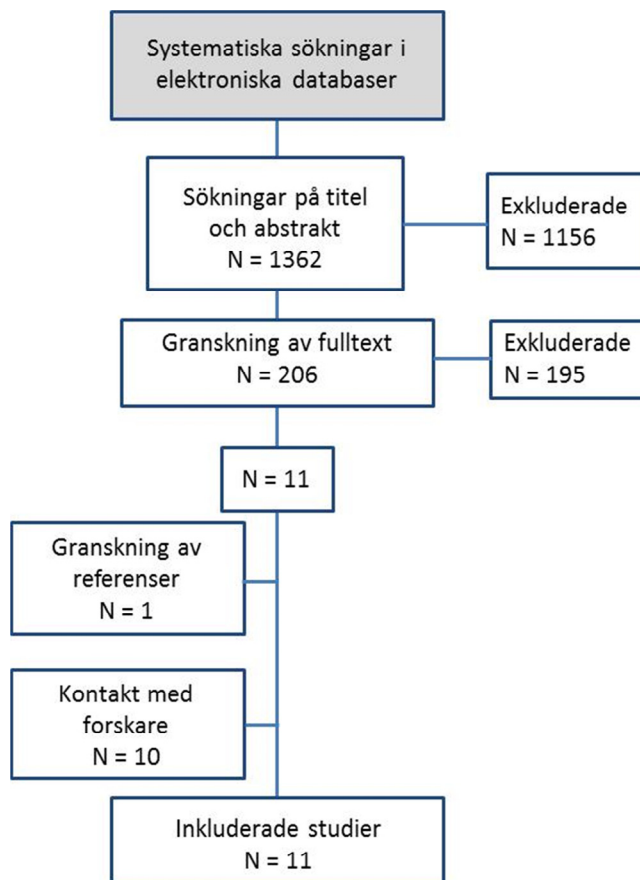 Systematiska sökningar i
elektroniska databaser
Sökningar på titel
och abstrakt
N = 1362
Exkluderade
N = 1156
Granskning av fulltext
N = 206
Exkluderade
N = 195
N = 11
Granskning av
referenser
N = 1
Kontakt med
forskare
N = 10
Inkluderade studier
N = 11